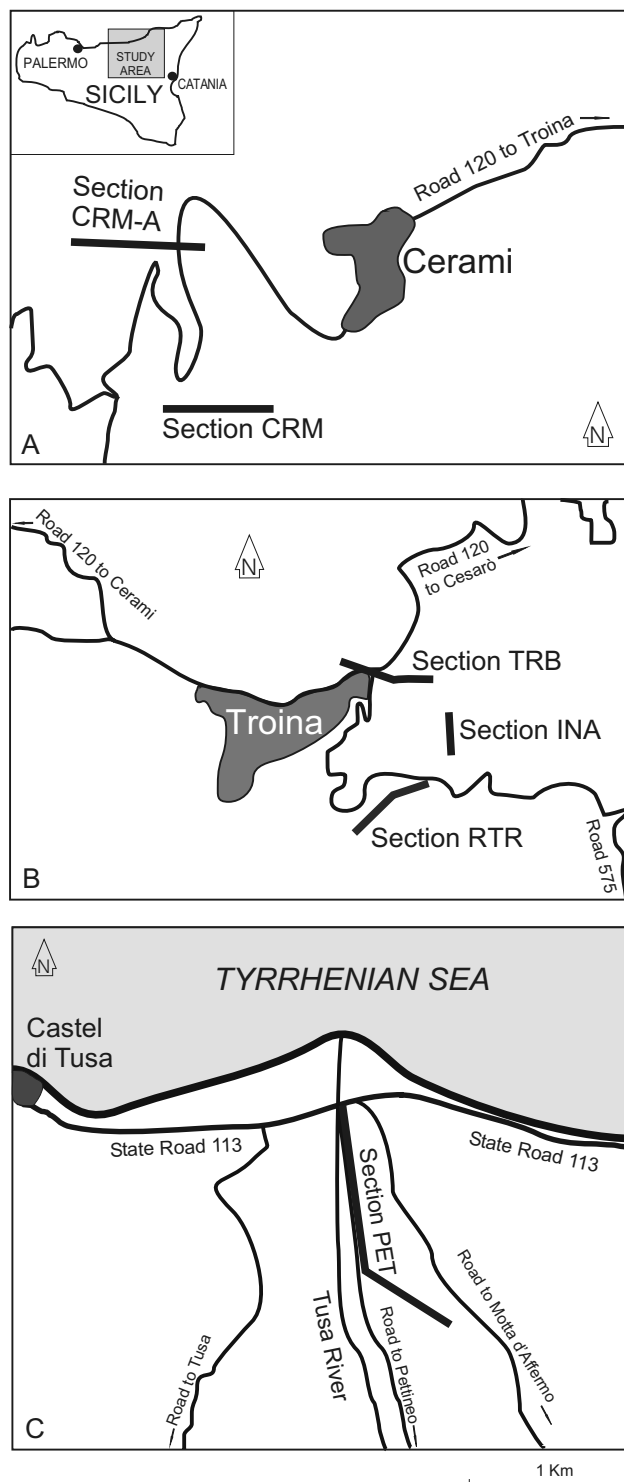 PALERMO
STUDY
AREA
CATANIA
SICILY
Road 120 to Troina
Section
CRM-A
Cerami
Section CRM
A
N
Road 120 to Cerami
N
Road 120
to Cesarò
Section TRB
Troina
Section INA
Section RTR
Road 575
B
N
TYRRHENIAN SEA
Castel
di Tusa
State Road 113
State Road 113
Section PET
Road to Tusa
Tusa River
Road to Pettineo
Road to Motta d'Affermo
C
1 Km